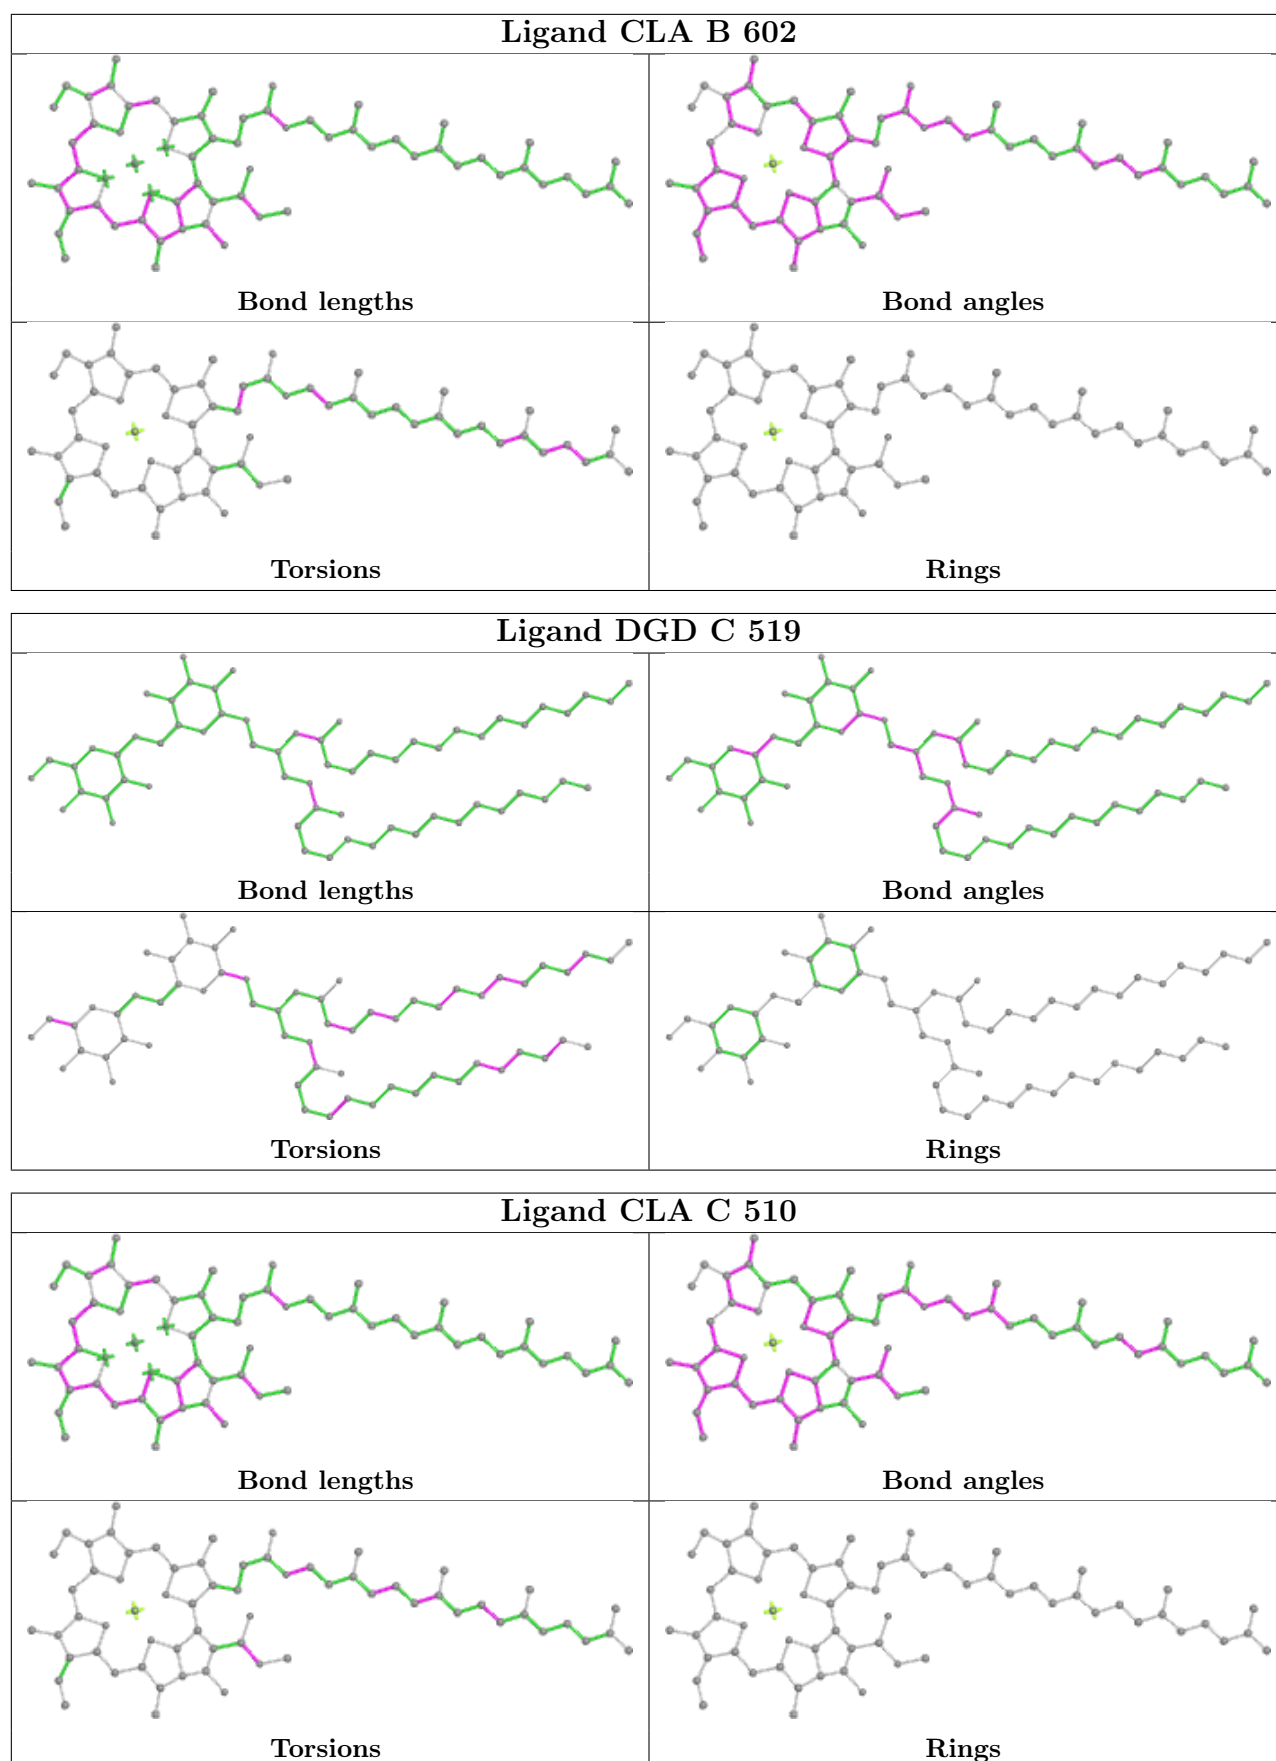 Ligand CLA B 602
Bond lengths
Bond angles
Torsions
Rings
Ligand DGD C 519
Bond lengths
Bond angles
Torsions
Rings
Ligand CLA C 510
Bond lengths
Bond angles
Torsions
Rings